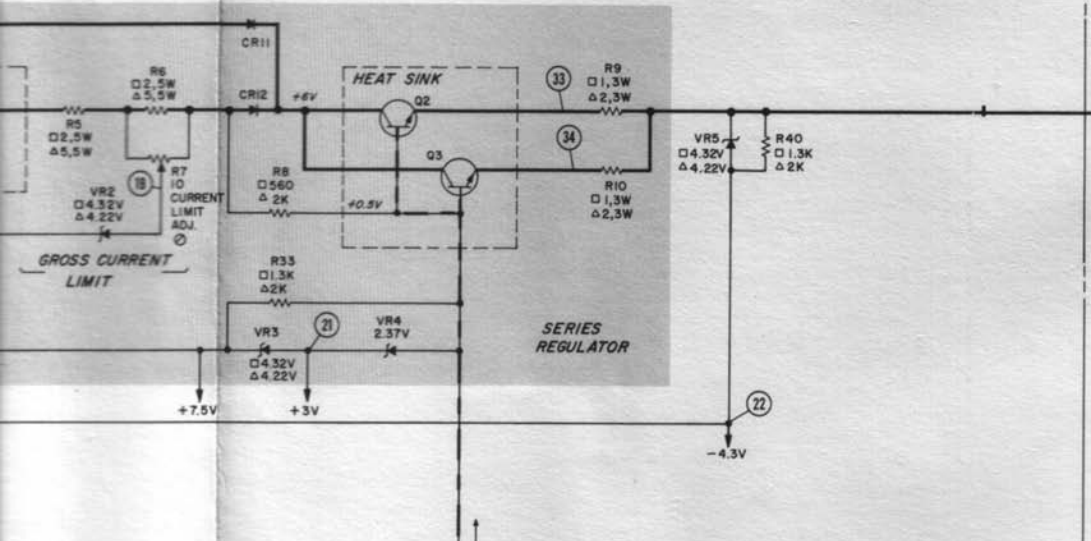 CR11
R6
□2,5W
△5,5W
CR12
+6V
HEAT SINK
Q2
33
R9
□1,3W
△2,3W
R5
□2,5W
△5,5W
R7
10
CURRENT
LIMIT
ADJ.
18
VR2
□4.32V
△4.22V
GROSS CURRENT
LIMIT
R8
□560
△2K
+0.5V
Q3
34
R10
□1,3W
△2,3W
VR5
□4.32V
△4.22V
R40
□1.3K
△2K
R33
□1.3K
△2K
VR3
□4.32V
△4.22V
21
VR4
2.37V
SERIES
REGULATOR
+7.5V
+3V
22
-4.3V